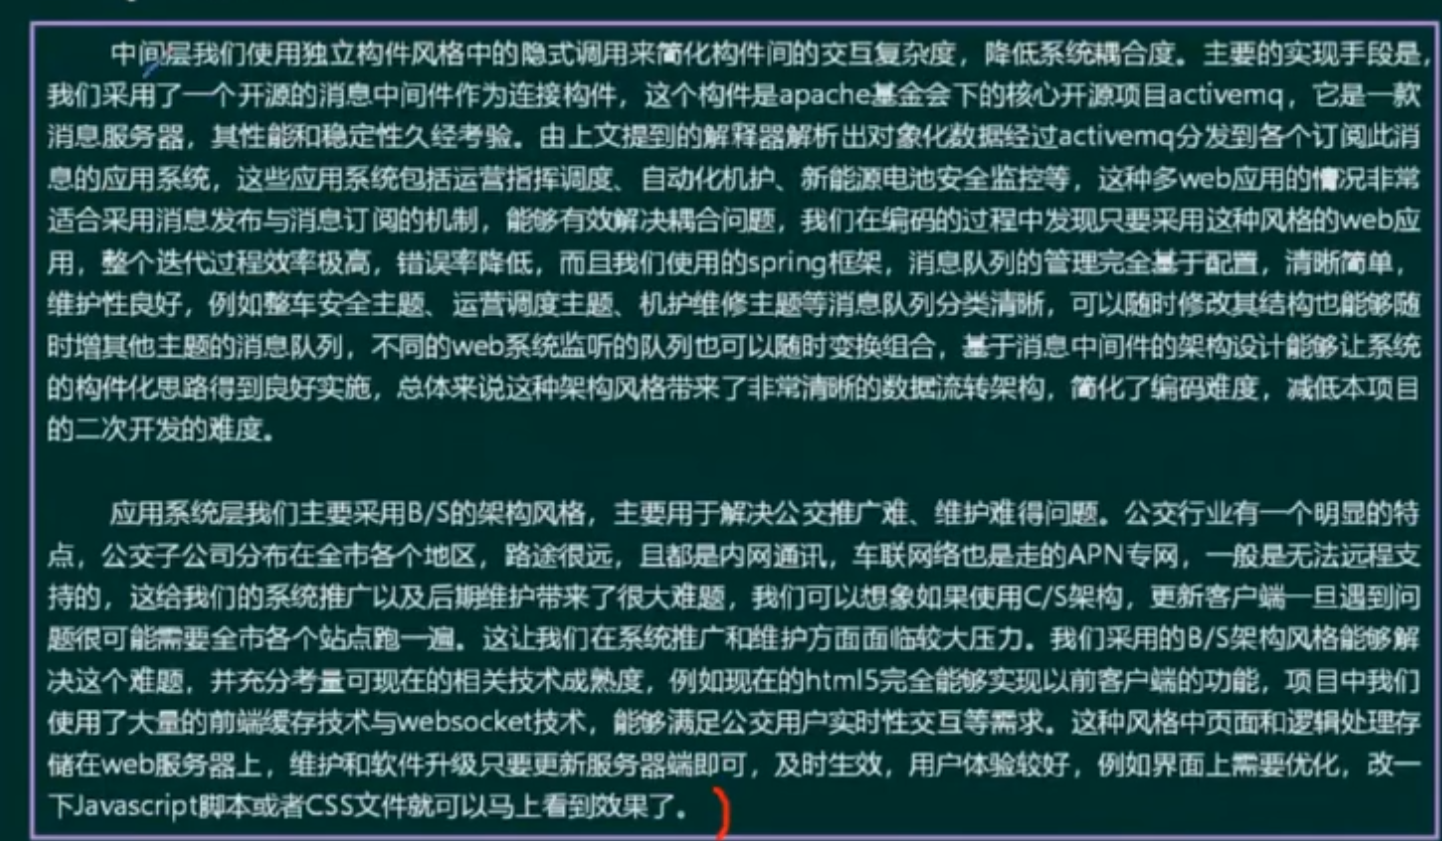 中间层我们使用独立构件风格中的隐式调用来简化构件间的交互复杂度，降低系统耦合度。主要的实现手段是，
我们采用了一个开源的消息中间件作为连接构件，这个构件是apache基金会下的核心开源项目activemq，它是一款
消息服务器，其性能和稳定性久经考验。由上文提到的解释器解析出对象化数据经过activemq分发到各个订阅此消
息的应用系统，这些应用系统包括运营指挥调度、自动化机护、新能源电池安全监控等，这种多web应用的情况非常
适合采用消息发布与消息订阅的机制，能够有效解决耦合问题，我们在编码的过程中发现只要采用这种风格的web应
用，整个迭代过程效率极高，错误率降低，而且我们使用的spring框架，消息队列的管理完全基于配置，清晰简单，
维护性良好，例如整车安全主题、运营调度主题、机护维修主题等消息队列分类清晰，可以随时修改其结构也能够随
时增其他主题的消息队列，不同的web系统监听的队列也可以随时变换组合，基于消息中间件的架构设计能够让系统
的构件化思路得到良好实施，总体来说这种架构风格带来了非常清晰的数据流转架构，简化了编码难度，减低本项目
的二次开发的难度。
应用系统层我们主要采用B/S的架构风格，主要用于解决公交推广难、维护难得问题。公交行业有一个明显的特
点，公交子公司分布在全市各个地区，路途很远，且都是内网通讯，车联网络也是走的APN专网，一般是无法远程支
持的，这给我们的系统推广以及后期维护带来了很大难题，我们可以想象如果使用C/S架构，更新客户端一旦遇到问
题很可能需要全市各个站点跑一遍。这让我们在系统推广和维护方面面临较大压力。我们采用的B/S架构风格能够解
决这个难题，并充分考量可现在的相关技术成熟度，例如现在的html5完全能够实现以前客户端的功能，项目中我们
使用了大量的前端缓存技术与websocket技术，能够满足公交用户实时性交互等需求。这种风格中页面和逻辑处理存
储在web服务器上，维护和软件升级只要更新服务器端即可，及时生效，用户体验较好，例如界面上需要优化，改一
下Javascript脚本或者CSS文件就可以马上看到效果了。